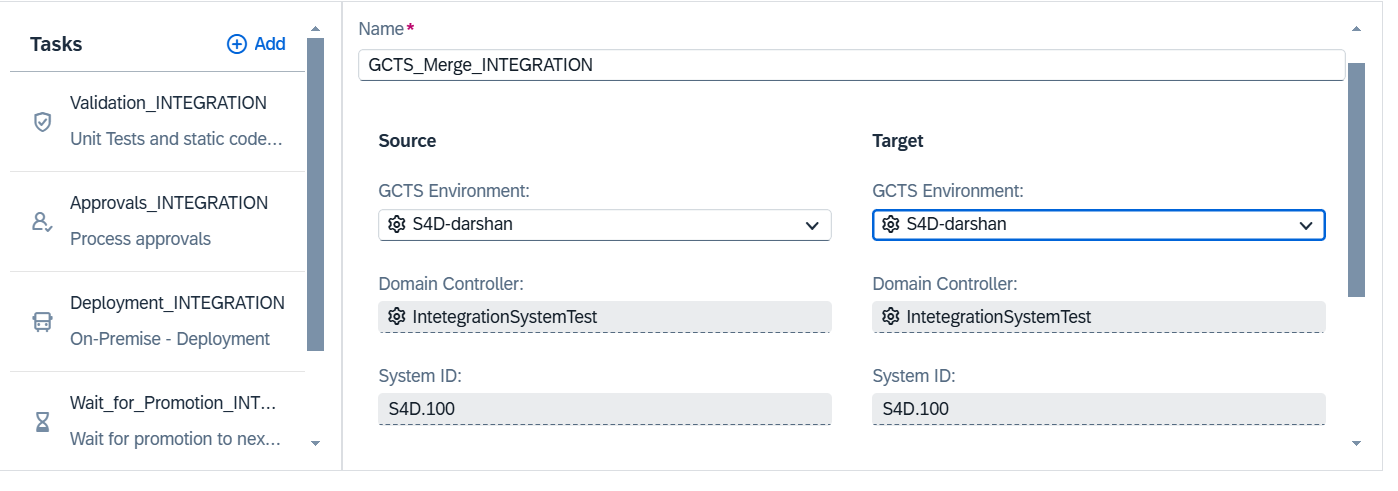 Tasks
Add
Validation_INTEGRATION
Unit Tests and static code...
Approvals_INTEGRATION
Process approvals
Deployment_INTEGRATION
On-Premise - Deployment
Wait_for_Promotion_INT...
Wait for promotion to nex...
Name*
GCTS_Merge_INTEGRATION
Source
GCTS Environment:
S4D-darshan
Domain Controller:
IntetegrationSystemTest
System ID:
S4D.100
Target
GCTS Environment:
S4D-darshan
Domain Controller:
IntetegrationSystemTest
System ID:
S4D.100